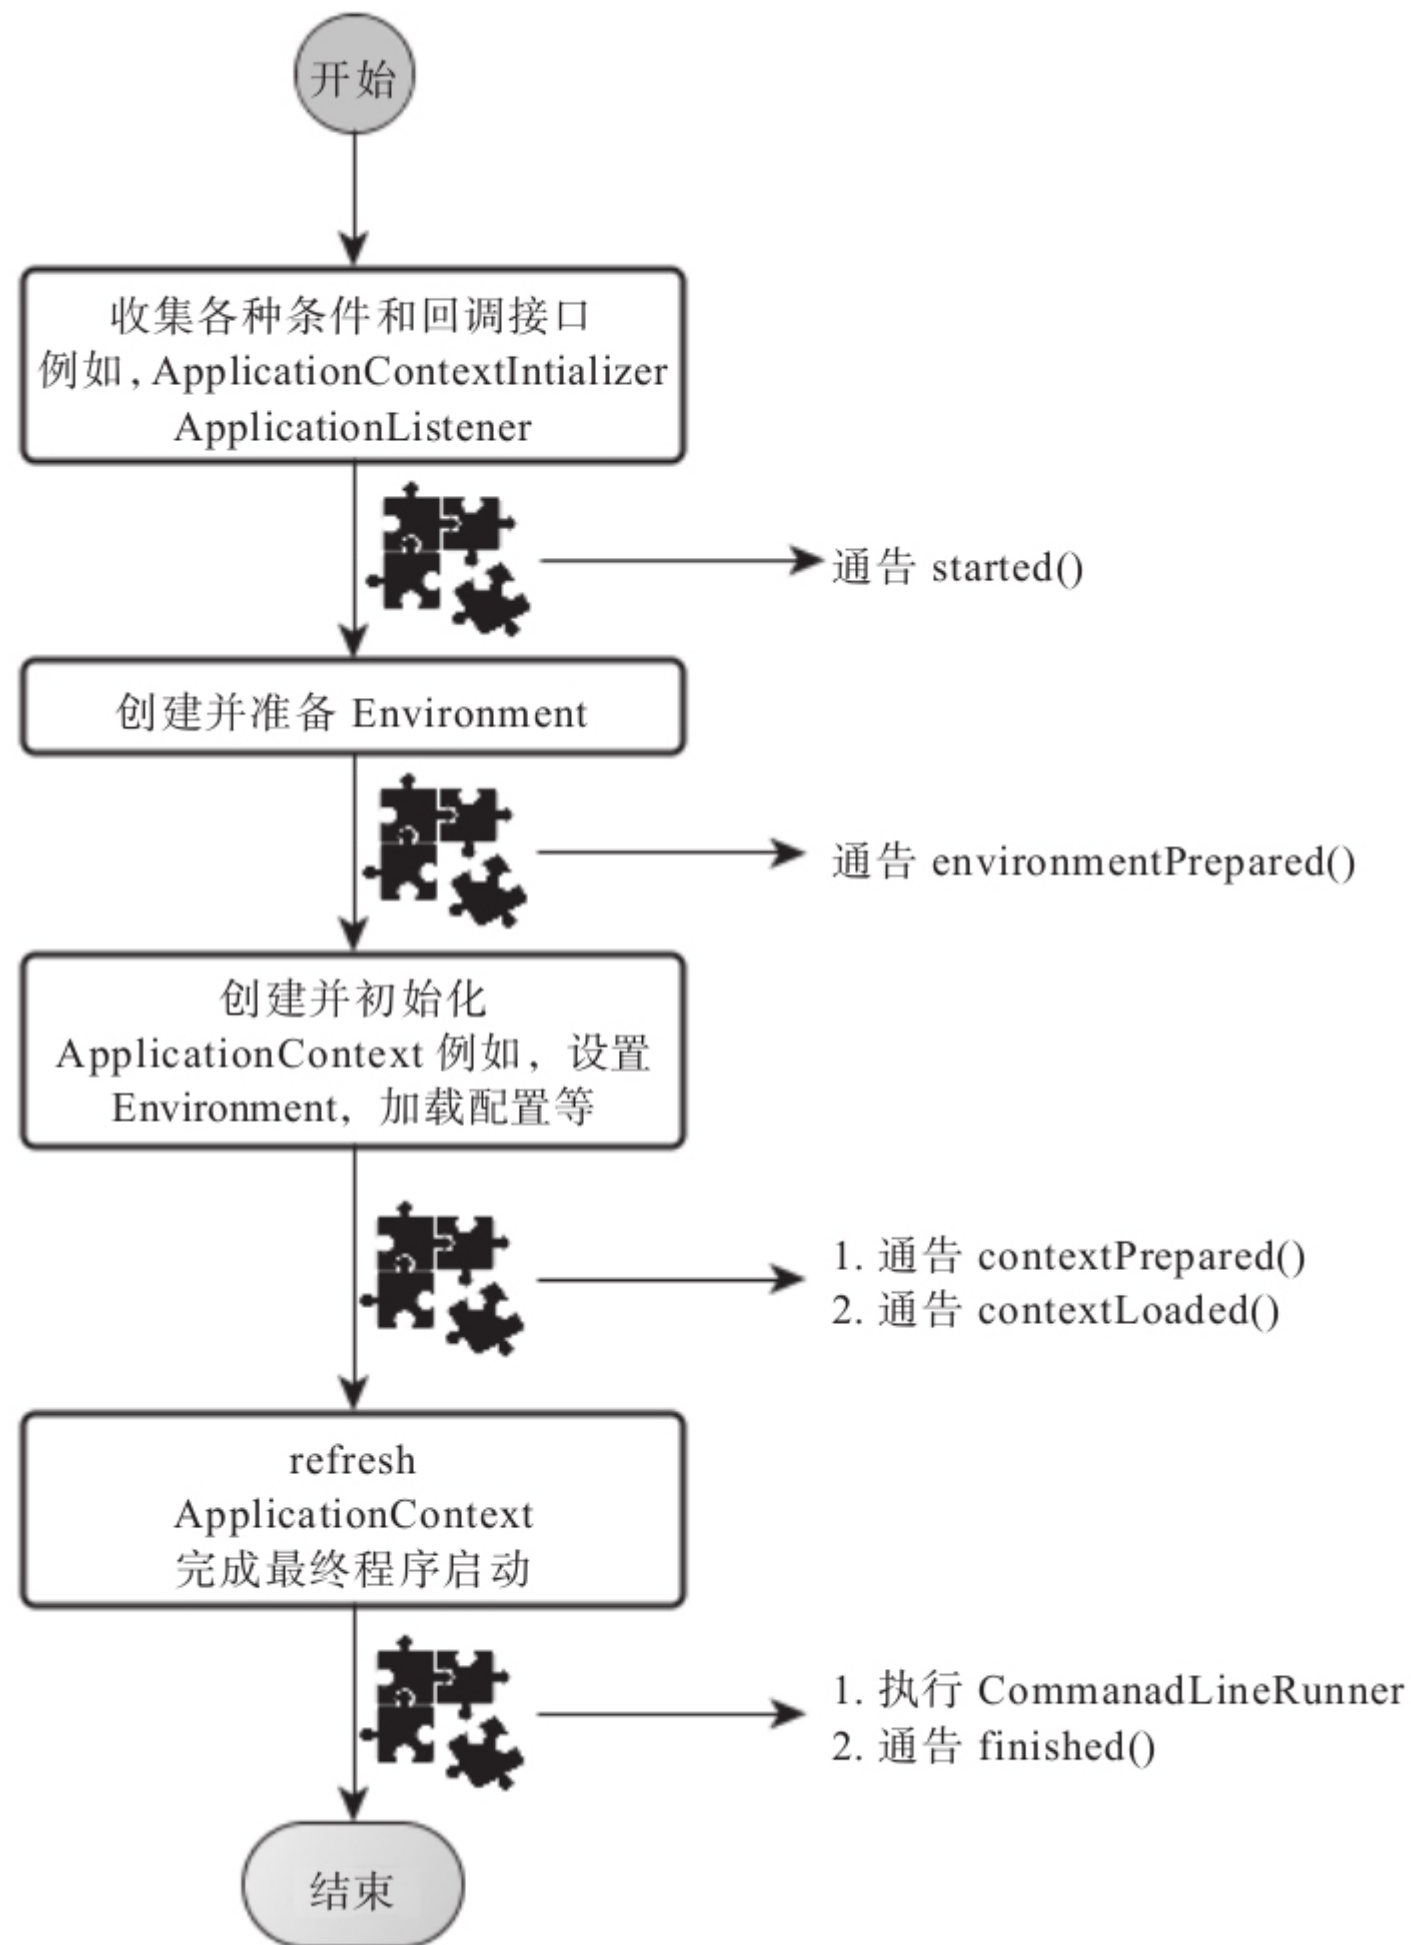 开始
收集各种条件和回调接口
例如, ApplicationContextIntializer
ApplicationListener
通告 started()
创建并准备 Environment
通告 environmentPrepared()
创建并初始化
ApplicationContext 例如，设置
Environment，加载配置等
1. 通告 contextPrepared()
2. 通告 contextLoaded()
refresh
ApplicationContext
完成最终程序启动
1. 执行 CommanadLineRunner
2. 通告 finished()
结束